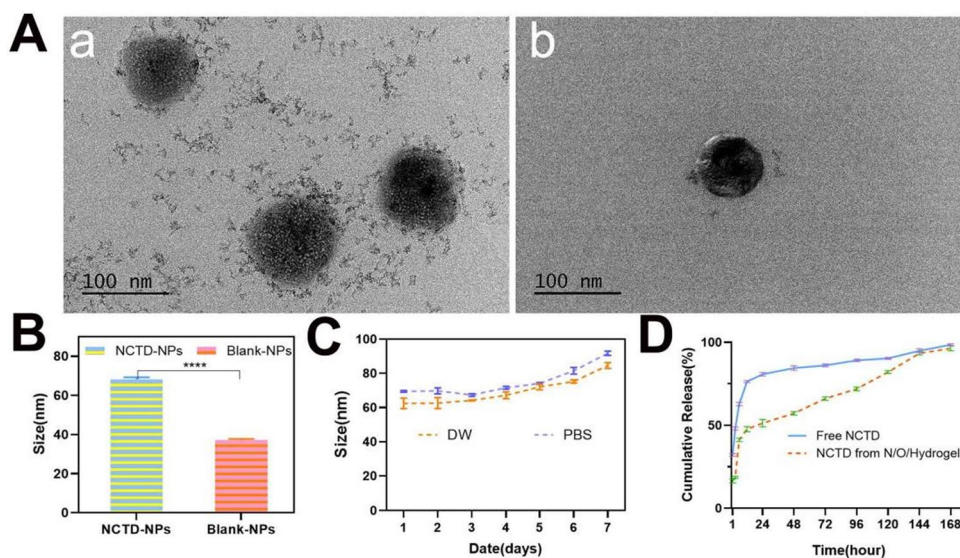 A
a
b
100 nm
100 nm
B
NCTD-NPs
Blank-NPs
****
Size(nm)
80
60
40
20
0
NCTD-NPs
Blank-NPs
C
Size(nm)
100
80
60
40
20
0
DW
PBS
1 2 3 4 5 6 7
Date(days)
D
Cumulative Release(%)
100
50
0
Free NCTD
NCTD from N/O/Hydrogel
1 24 48 72 96 120 144 168
Time(hour)